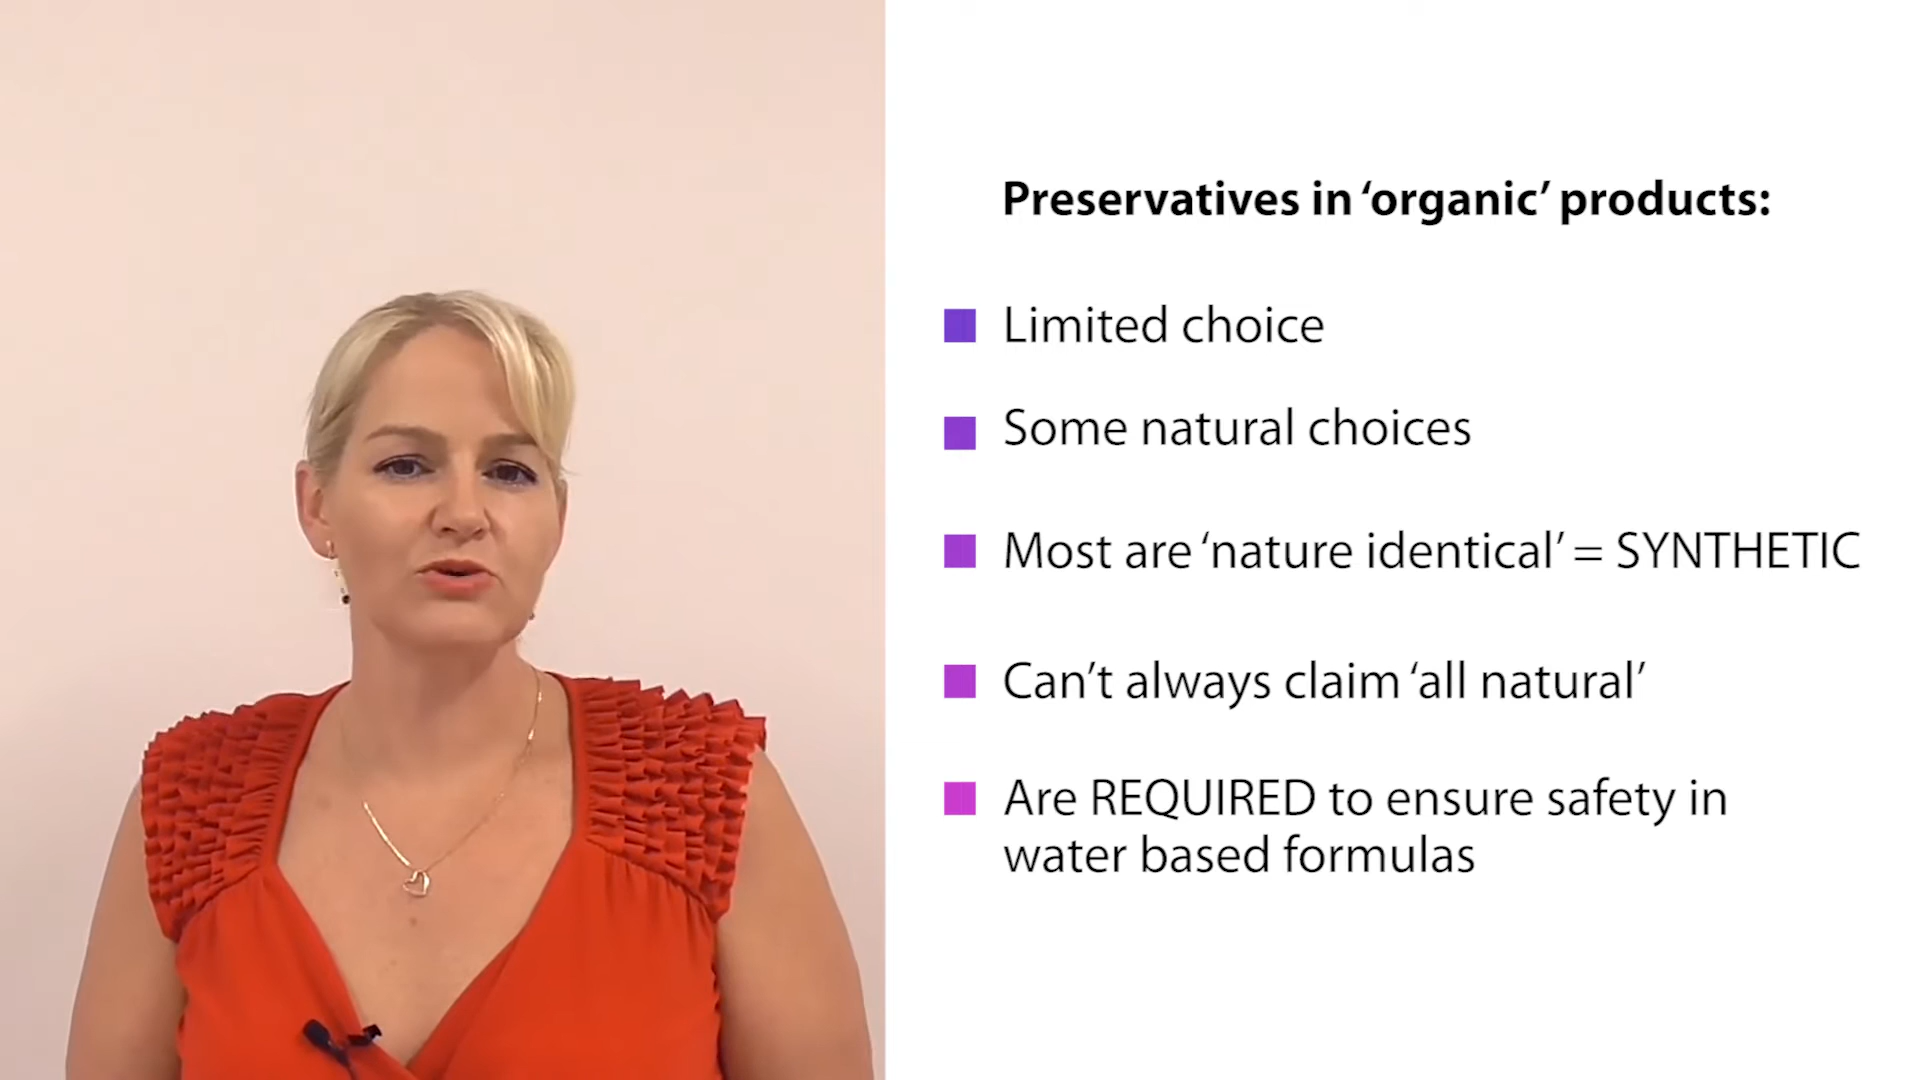 Preservatives in ‘organic’ products:
Limited choice
Some natural choices
Most are ‘nature identical’ = SYNTHETIC
Can’t always claim ‘all natural’
Are REQUIRED to ensure safety in
water based formulas